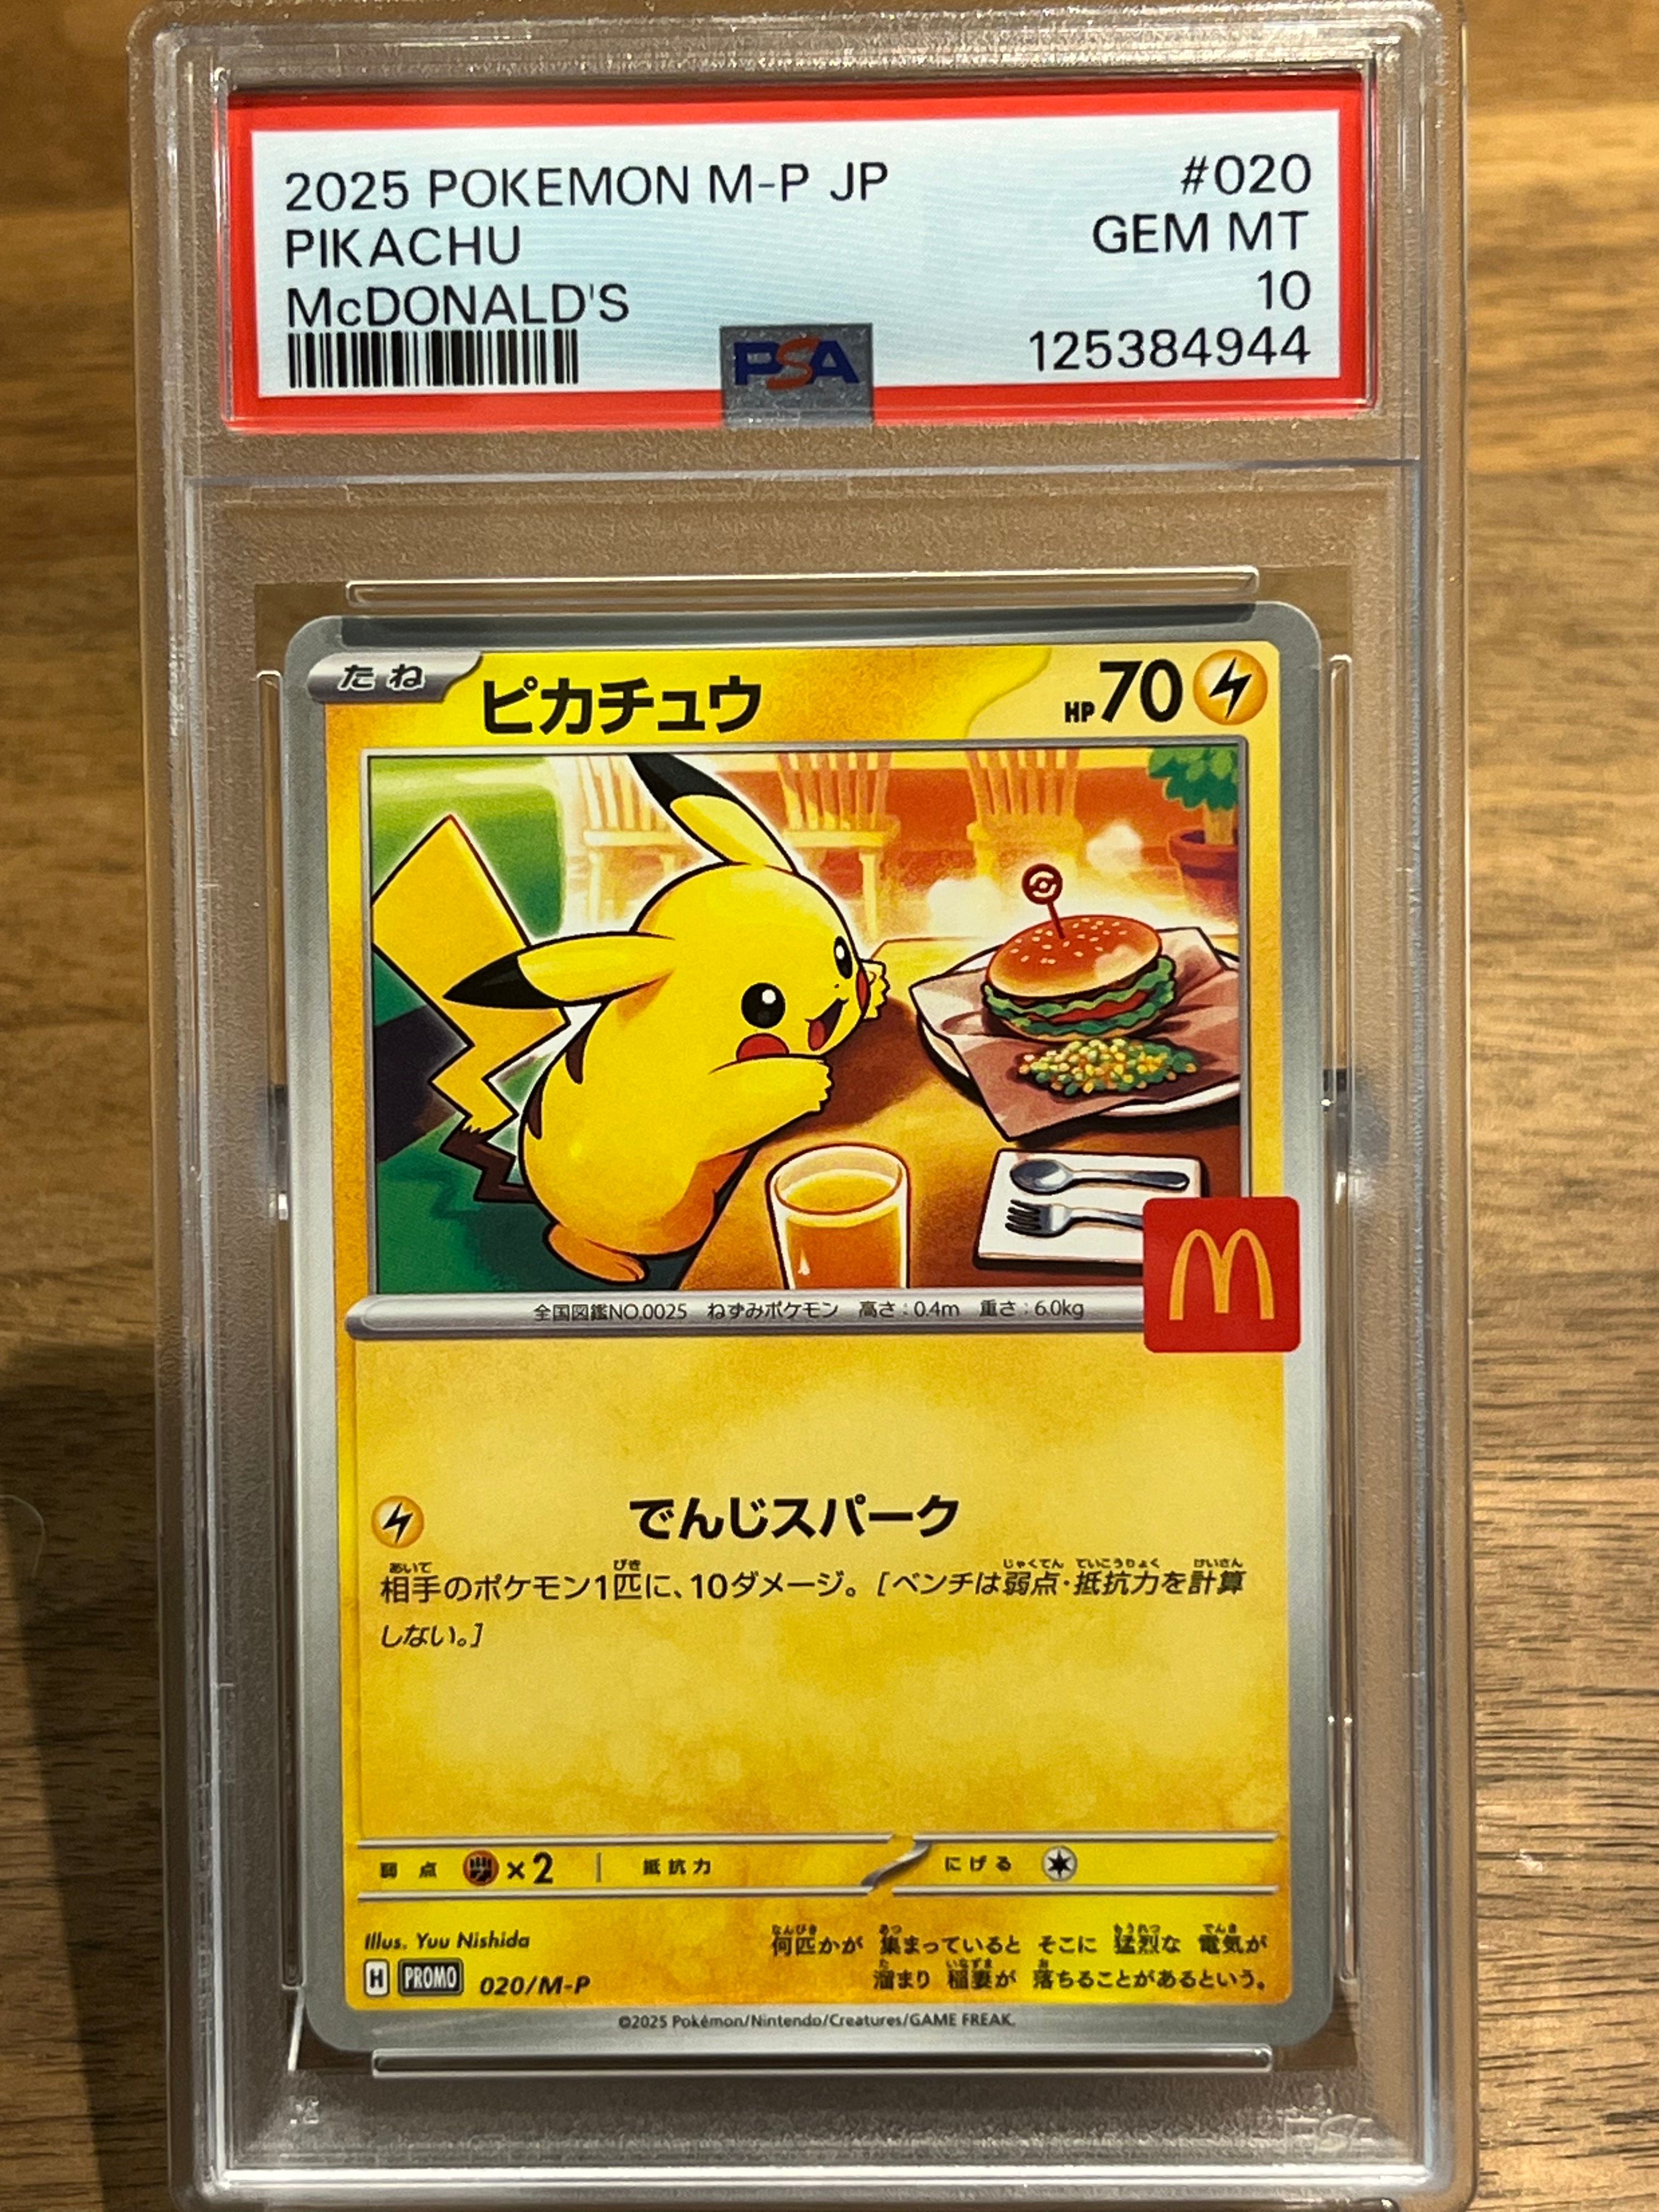 2025 POKEMON M-P JP #020
PIKACHU GEM MT
McDONALD'S 10
125384944
PSA
たね ピカチュウ HP70
全国図鑑NO.0025 ねずみポケモン 高さ:0.4m 重さ:6.0kg
でんじスパーク
相手のポケモン1匹に、10ダメージ。[ベンチは弱点・抵抗力を計算
しない。]
弱点 ×2 抵抗力 にげる
Illus. Yuu Nishida
何匹かが 集まっていると そこに 猛烈な 電気が
溜まり 稲妻が 落ちることがあるという。
H PROMO 020/M-P
©2025 Pokémon/Nintendo/Creatures/GAME FREAK.